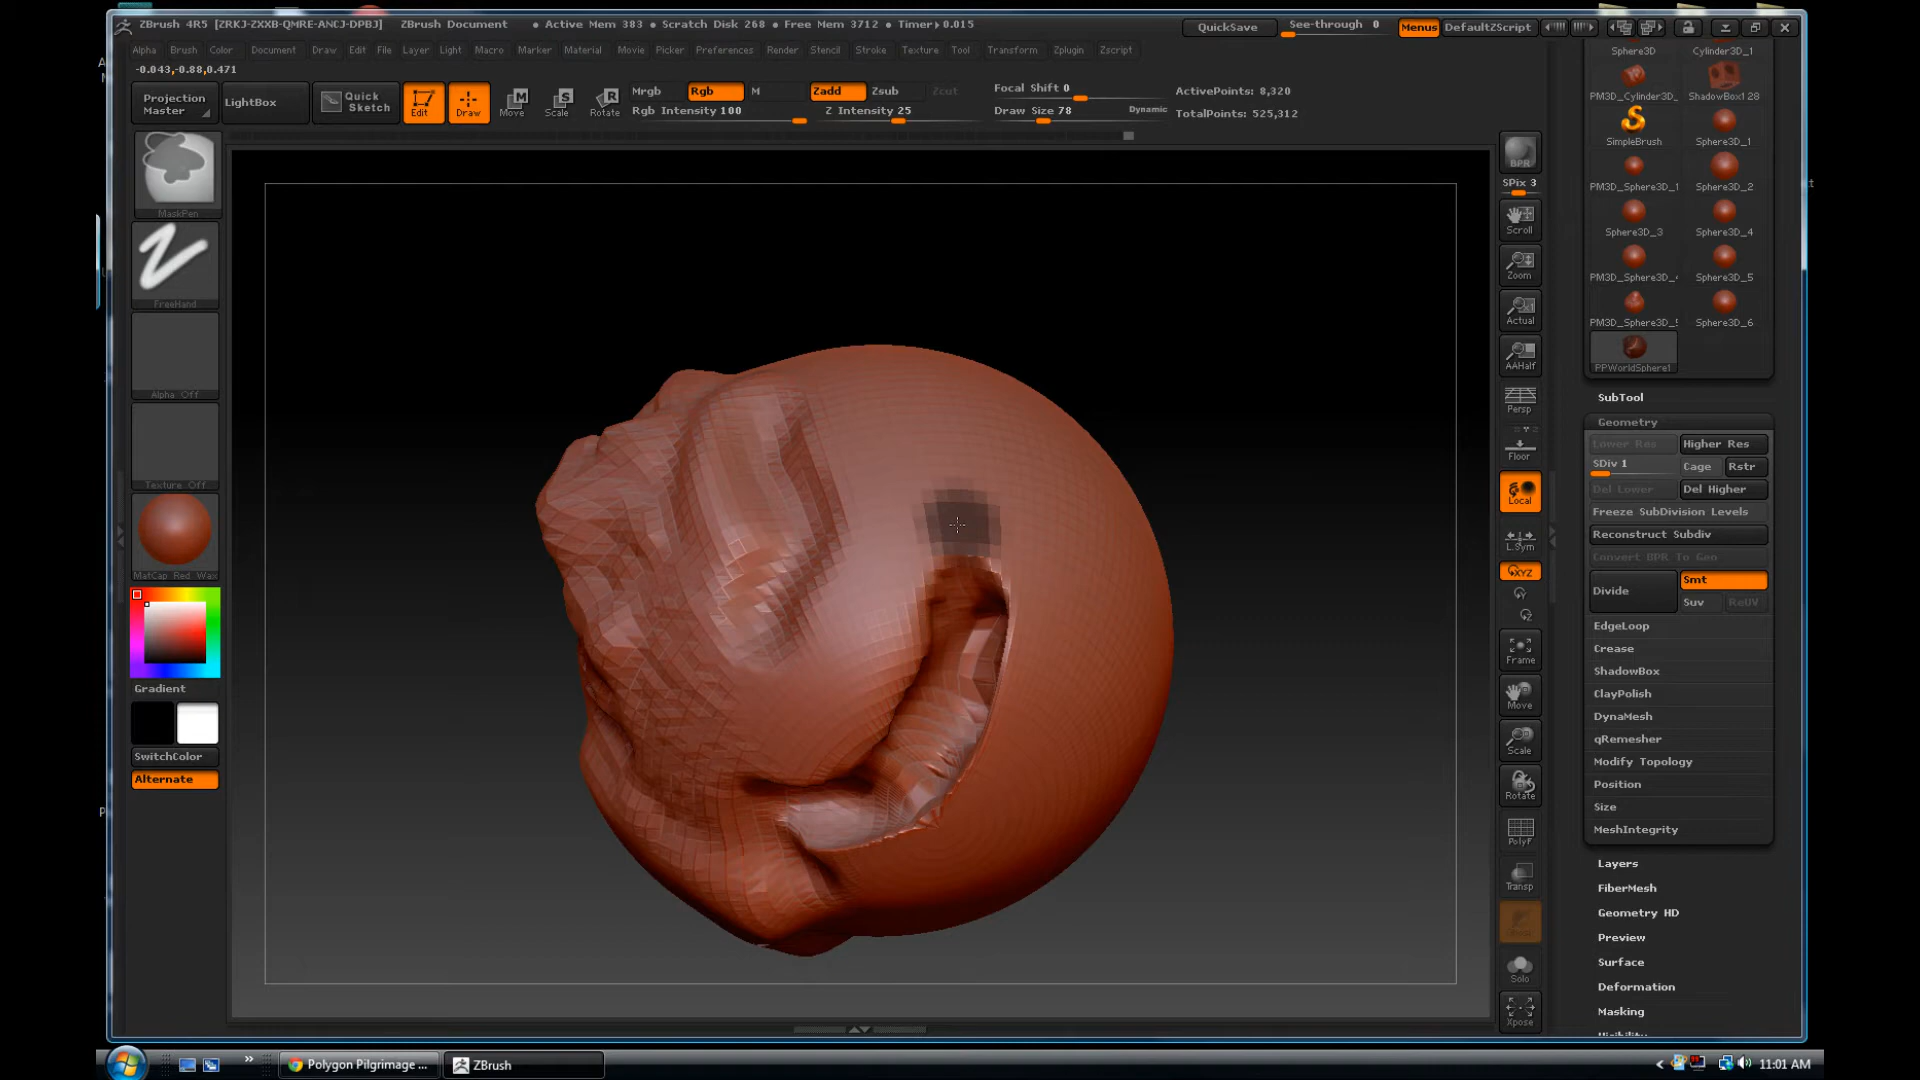 ZBrush 4R5 [ZRKJ-ZXXB-QMRE-ANCJ-DPBJ] ZBrush Document • Active Mem 383 • Scratch Disk 268 • Free Mem 3712 • Timer▸0.015 QuickSave See-through 0 Menus DefaultZScript
Alpha Brush Color Document Draw Edit File Layer Light Macro Marker Material Movie Picker Preferences Render Stencil Stroke Texture Tool Transform Zplugin Zscript
-0.043,-0.88,0.471
Projection Master
LightBox
Quick Sketch
Edit
Draw
Move
Scale
Rotate
Mrgb Rgb M
Rgb Intensity 100
Zadd Zsub Zcut
Z Intensity 25
Focal Shift 0
Draw Size 78 Dynamic
ActivePoints: 8,320
TotalPoints: 525,312
MaskPen
FreeHand
Alpha Off
Texture Off
MatCap Red Wax
Gradient
SwitchColor
Alternate
BPR
SPix 3
Scroll
Zoom
Actual
AAHalf
Persp
Floor
Local
L.Sym
XYZ
Frame
Move
Scale
Rotate
PolyF
Transp
Solo
Xpose
Sphere3D Cylinder3D_1
PM3D_Cylinder3D_ ShadowBox128
SimpleBrush Sphere3D_1
PM3D_Sphere3D_1 Sphere3D_2
Sphere3D_3 Sphere3D_4
PM3D_Sphere3D_4 Sphere3D_5
PM3D_Sphere3D_5 Sphere3D_6
PPWorldSphere1
SubTool
Geometry
Lower Res Higher Res
SDiv 1 Cage Rstr
Del Lower Del Higher
Freeze SubDivision Levels
Reconstruct Subdiv
Convert BPR To Geo
Divide Smt
Suv ReUV
EdgeLoop
Crease
ShadowBox
ClayPolish
DynaMesh
qRemesher
Modify Topology
Position
Size
MeshIntegrity
Layers
FiberMesh
Geometry HD
Preview
Surface
Deformation
Masking
Polygon Pilgrimage ... ZBrush 11:01 AM